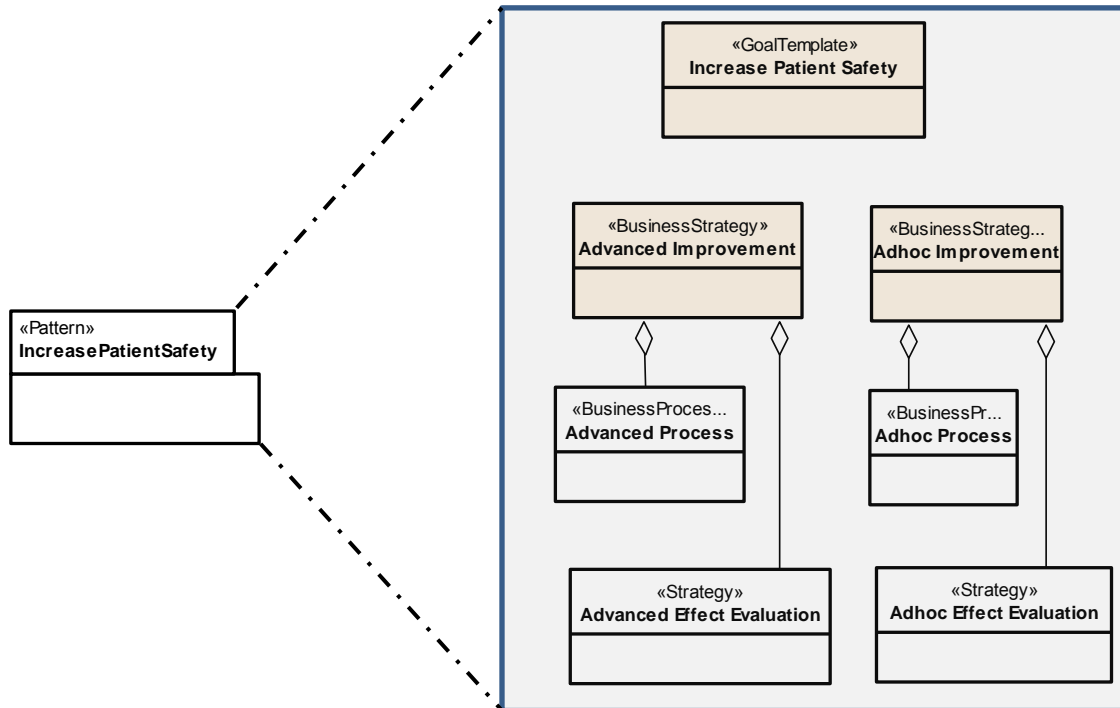 «GoalTemplate»
Increase Patient Safety
«BusinessStrategy»
Advanced Improvement
«BusinessStrateg...
Adhoc Improvement
«Pattern»
IncreasePatientSafety
«BusinessProces...
Advanced Process
«BusinessPr...
Adhoc Process
«Strategy»
Advanced Effect Evaluation
«Strategy»
Adhoc Effect Evaluation